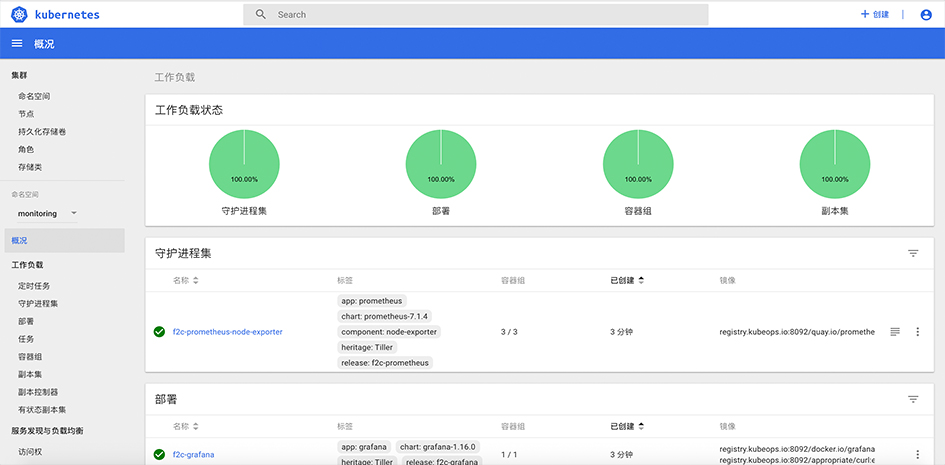 kubernetes
Search
+ 创建 |
概况
集群
命名空间
节点
持久化存储卷
角色
存储类
命名空间
monitoring
概况
工作负载
定时任务
守护进程集
部署
任务
容器组
副本集
副本控制器
有状态副本集
服务发现与负载均衡
访问权
工作负载
工作负载状态
100.00% 100.00% 100.00% 100.00%
守护进程集 部署 容器组 副本集
守护进程集
名称 标签 容器组 已创建 镜像
app: prometheus
chart: prometheus-7.1.4
f2c-prometheus-node-exporter component: node-exporter 3 / 3 3 分钟 registry.kubeops.io:8092/quay.io/promethe
heritage: Tiller
release: f2c-prometheus
部署
名称 标签 容器组 已创建 镜像
app: grafana chart: grafana-1.16.0 registry.kubeops.io:8092/docker.io/grafana
f2c-grafana 1 / 1 3 分钟
heritage: Tiller release: f2c-grafana registry.kubeops.io:8092/appropriate/curl: